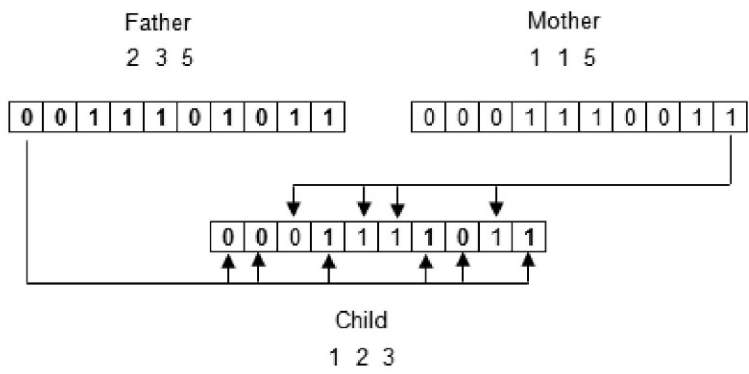 Father Mother
2 3 5 1 1 5
0 0 1 1 1 0 1 0 1 1 0 0 0 1 1 1 0 0 1 1
0 0 0 1 1 1 1 0 1 1
Child
1 2 3